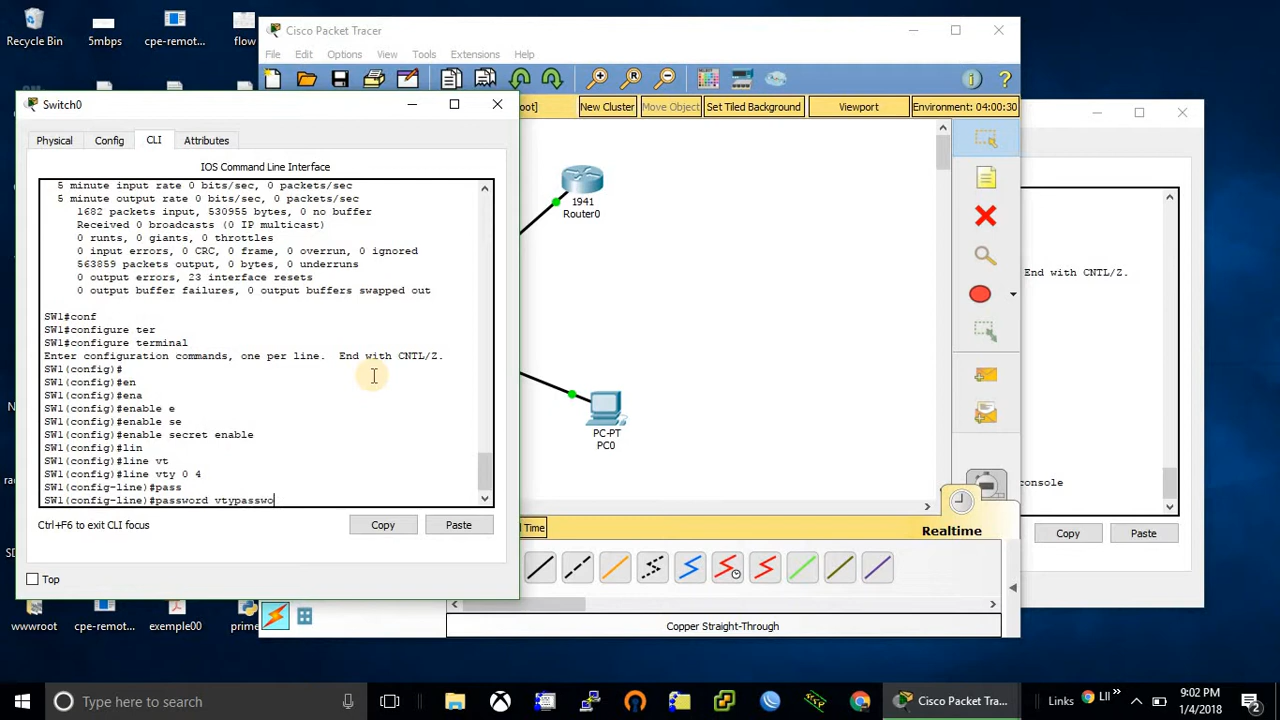 Recycle Bin
5mbps
cpe-remot...
flow
Cisco Packet Tracer
File Edit Options View Tools Extensions Help
oot]
New Cluster
Move Object
Set Tiled Background
Viewport
Environment: 04:00:30
Switch0
Physical Config CLI Attributes
IOS Command Line Interface
5 minute input rate 0 bits/sec, 0 packets/sec
5 minute output rate 0 bits/sec, 0 packets/sec
1682 packets input, 530955 bytes, 0 no buffer
Received 0 broadcasts (0 IP multicast)
0 runts, 0 giants, 0 throttles
0 input errors, 0 CRC, 0 frame, 0 overrun, 0 ignored
563859 packets output, 0 bytes, 0 underruns
0 output errors, 23 interface resets
0 output buffer failures, 0 output buffers swapped out
SW1#conf
SW1#configure ter
SW1#configure terminal
Enter configuration commands, one per line. End with CNTL/Z.
SW1(config)#
SW1(config)#en
SW1(config)#ena
SW1(config)#enable e
SW1(config)#enable se
SW1(config)#enable secret enable
SW1(config)#lin
SW1(config)#line vt
SW1(config)#line vty 0 4
SW1(config-line)#pass
SW1(config-line)#password vtypasswo
Ctrl+F6 to exit CLI focus
Copy
Paste
Top
1941
Router0
PC-PT
PC0
End with CNTL/Z.
onsole
Copy
Paste
d Time
Realtime
Copper Straight-Through
wwwroot
cpe-remot...
exemple00
prime
Type here to search
Cisco Packet Tra...
Links
9:02 PM
1/4/2018
2